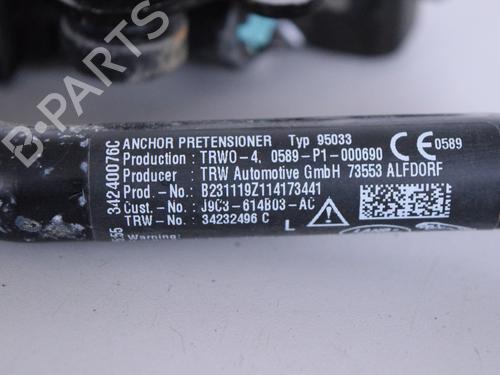 ANCHOR PRETENSIONER Typ 95033
Production : TRWO-4, 0589-P1-000690
Producer : TRW Automotive GmbH 73553 ALFDORF
Prod.-No.: B231119Z114173441
Cust.-No.: J9C3-614B03-AC
TRW-No.: 34232496 C
Warning:
CE 0589
L
34240076C
B-PARTS